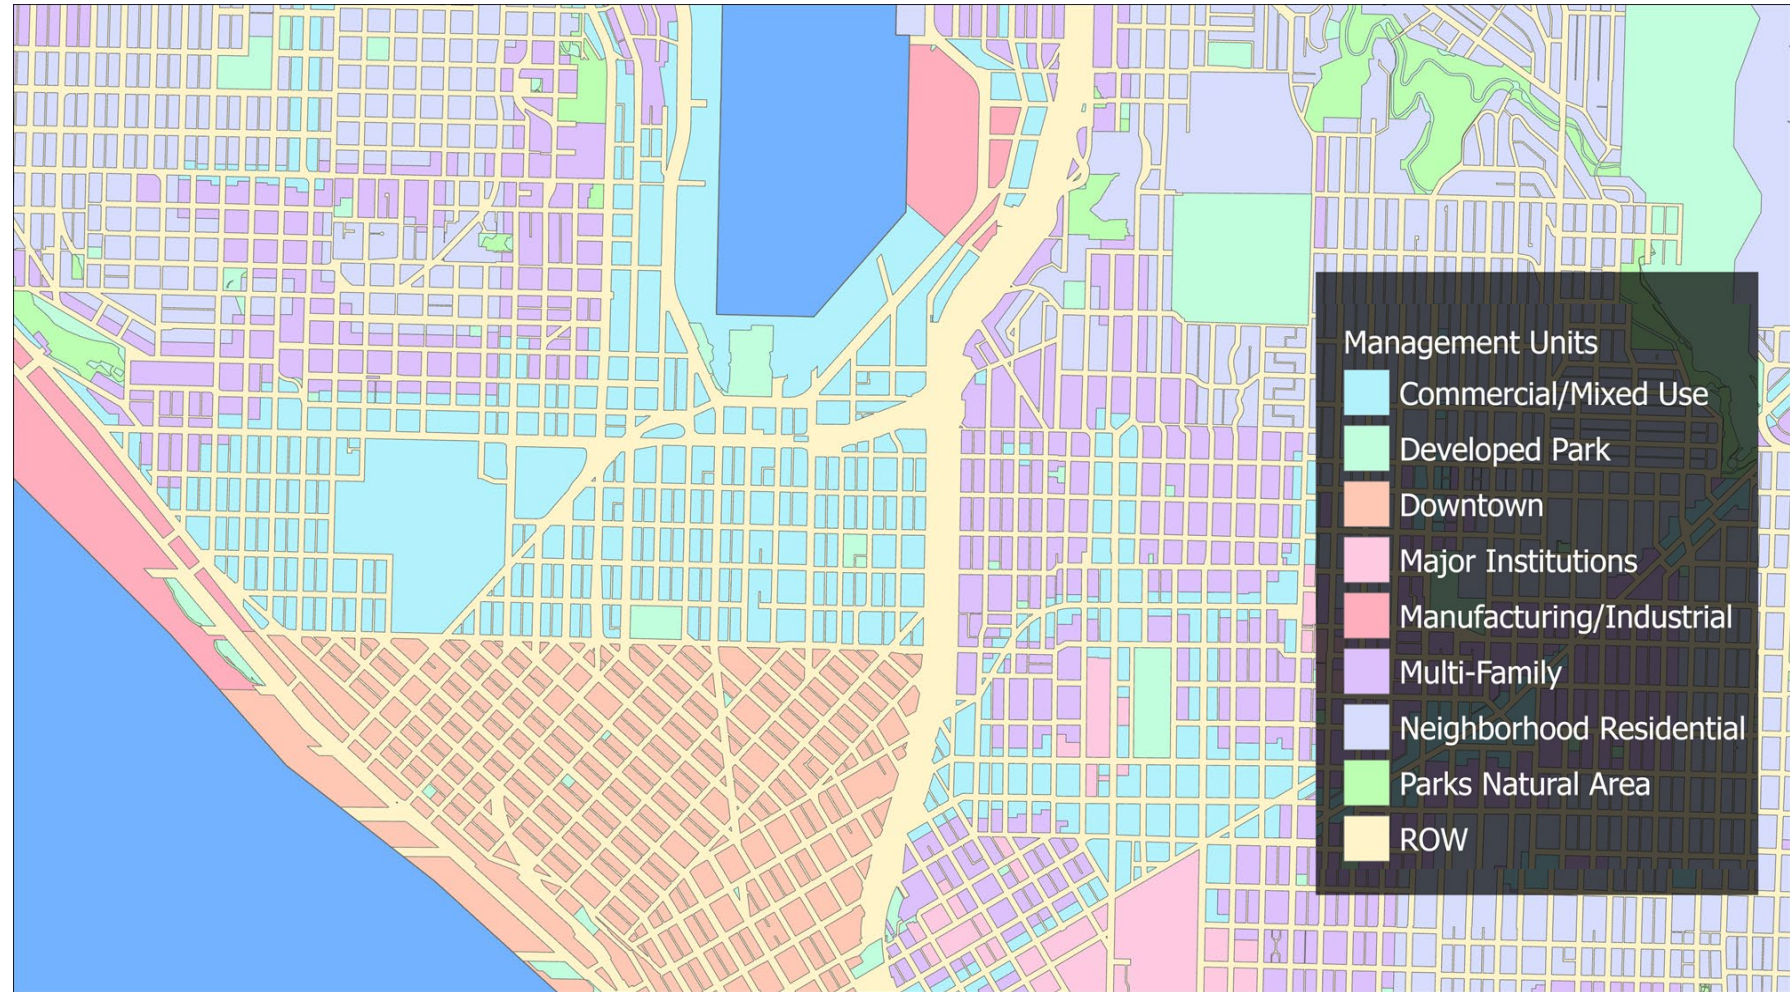 Management Units
Commercial/Mixed Use
Developed Park
Downtown
Major Institutions
Manufacturing/Industrial
Multi-Family
Neighborhood Residential
Parks Natural Area
ROW